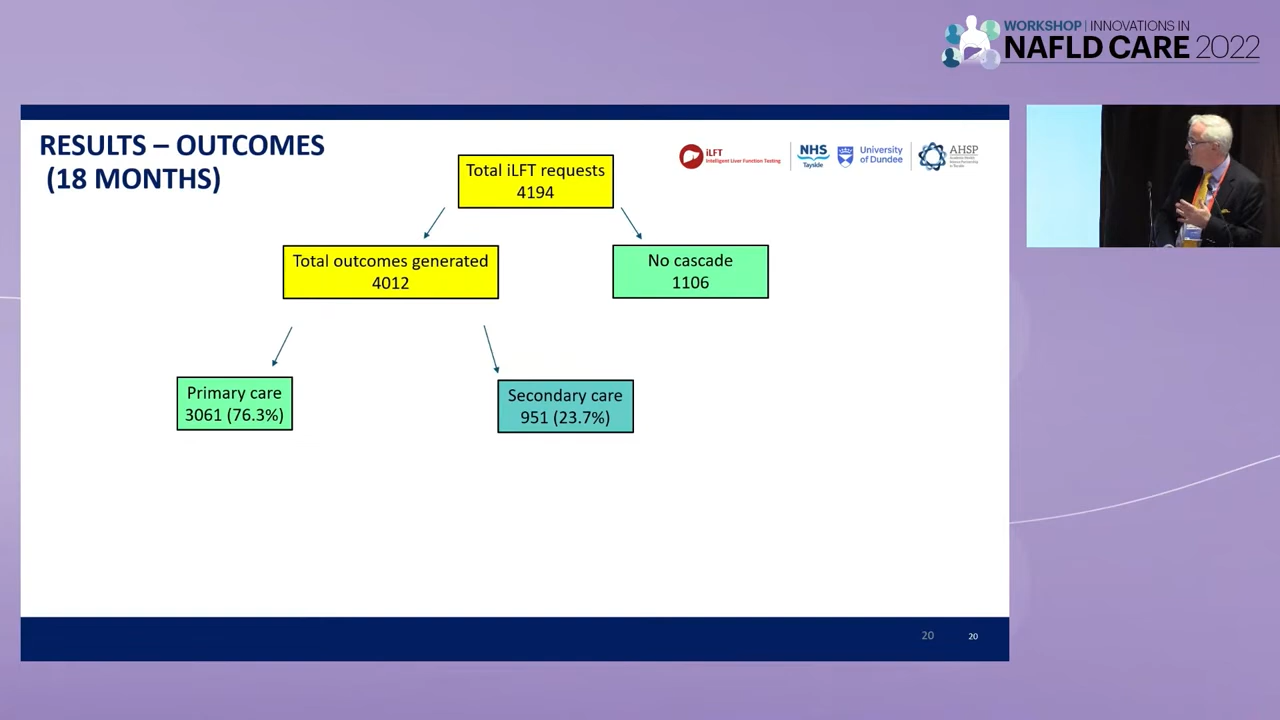 WORKSHOP | INNOVATIONS IN
NAFLD CARE 2022
RESULTS – OUTCOMES
(18 MONTHS)
iLFT
Intelligent Liver Function Testing
NHS
Tayside
University
of Dundee
AHSP
Total iLFT requests
4194
Total outcomes generated
4012
No cascade
1106
Primary care
3061 (76.3%)
Secondary care
951 (23.7%)
20
20